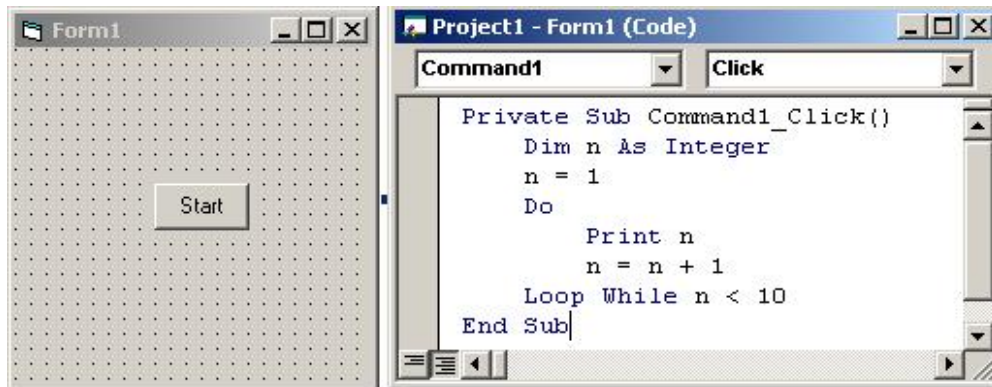 Form1
Start
Project1 - Form1 (Code)
Command1 Click
Private Sub Command1_Click()
    Dim n As Integer
    n = 1
    Do
        Print n
        n = n + 1
    Loop While n < 10
End Sub